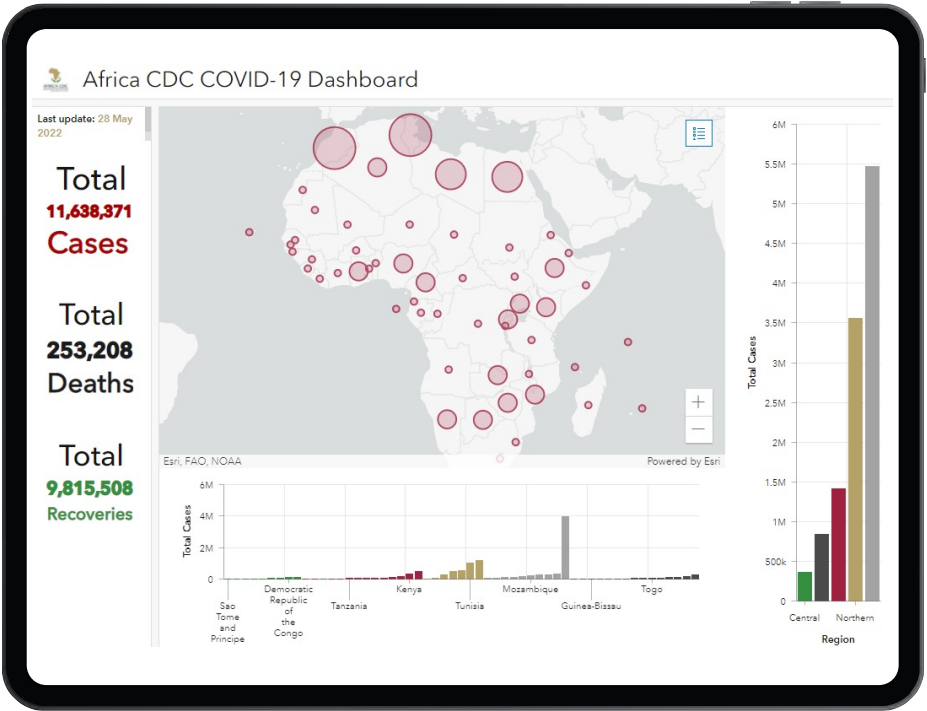 Africa CDC COVID-19 Dashboard
Last update: 28 May
2022
Total
11,638,371
Cases
Total
253,208
Deaths
Total
9,815,508
Recoveries
Esri, FAO, NOAA
Powered by Esri
+
−
Total Cases
6M
4M
2M
0
Sao
Tome
and
Principe
Democratic
Republic
of
the
Congo
Tanzania
Kenya
Tunisia
Mozambique
Guinea-Bissau
Togo
Total Cases
6M
5.5M
5M
4.5M
4M
3.5M
3M
2.5M
2M
1.5M
1M
500k
0
Central
Northern
Region